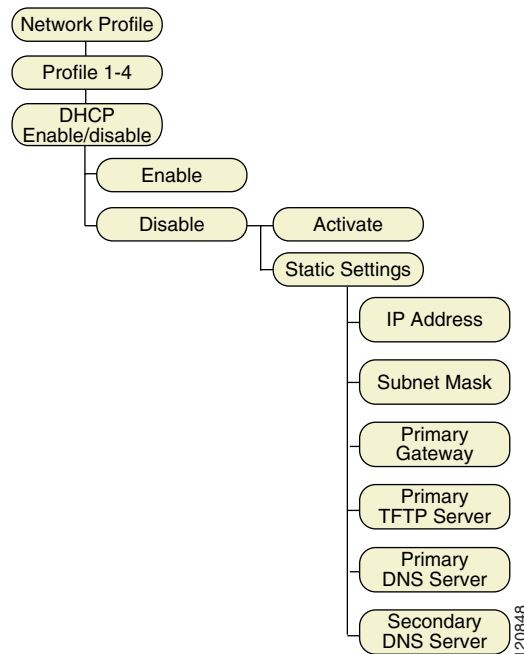 Network Profile
Profile 1-4
DHCP
Enable/disable
Enable
Disable
Activate
Static Settings
IP Address
Subnet Mask
Primary
Gateway
Primary
TFTP Server
Primary
DNS Server
Secondary
DNS Server
120848